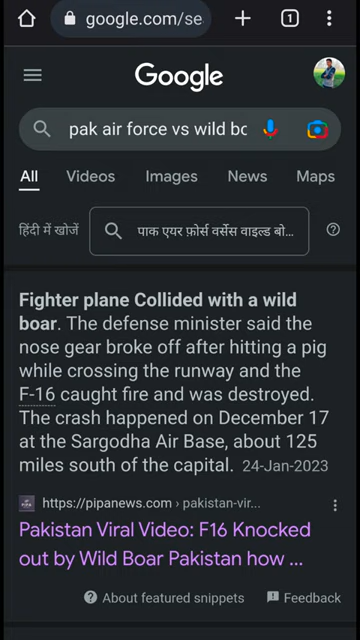 google.com/se
1
Google
pak air force vs wild bo
All Videos Images News Maps
हिंदी में खोजें
पाक एयर फ़ोर्स वर्सेस वाइल्ड बो...
Fighter plane Collided with a wild
boar. The defense minister said the
nose gear broke off after hitting a pig
while crossing the runway and the
F-16 caught fire and was destroyed.
The crash happened on December 17
at the Sargodha Air Base, about 125
miles south of the capital. 24-Jan-2023
https://pipanews.com › pakistan-vir...
Pakistan Viral Video: F16 Knocked
out by Wild Boar Pakistan how ...
About featured snippets Feedback